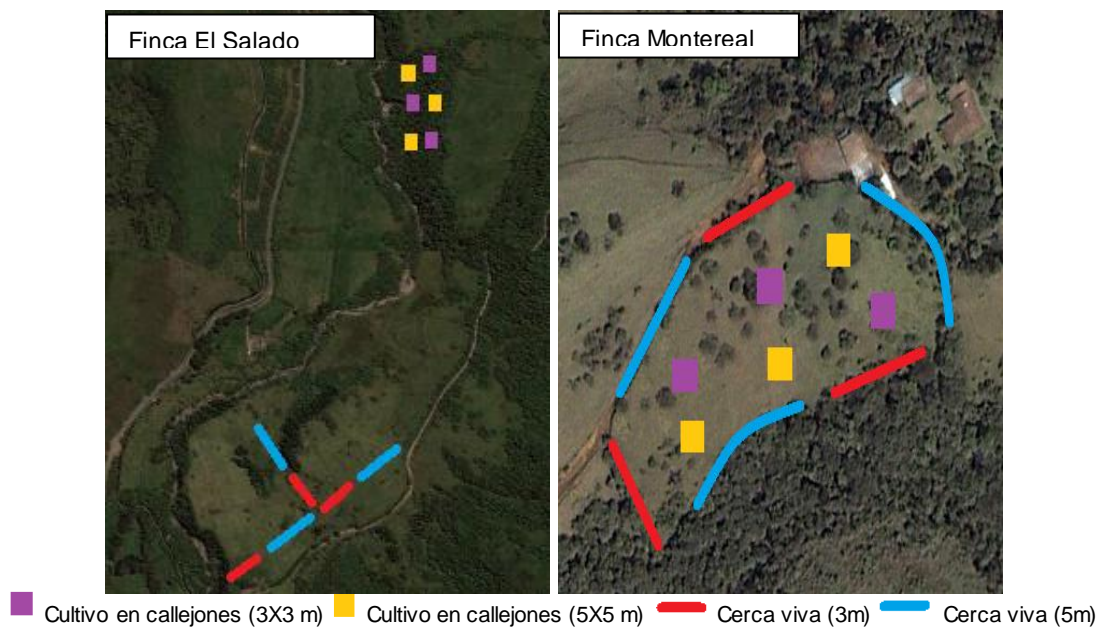 Finca El Salado
Finca Montereal
Cultivo en callejones (3X3 m) Cultivo en callejones (5X5 m) Cerca viva (3m) Cerca viva (5m)